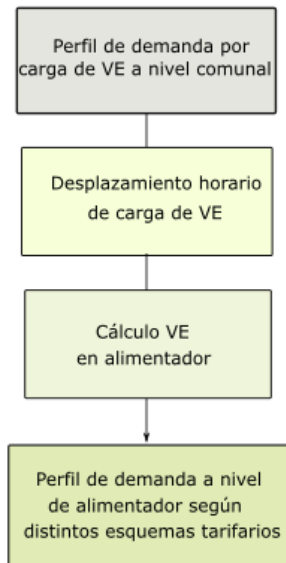 Perfil de demanda por
carga de VE a nivel comunal
Desplazamiento horario
de carga de VE
Cálculo VE
en alimentador
Perfil de demanda a nivel
de alimentador según
distintos esquemas tarifarios